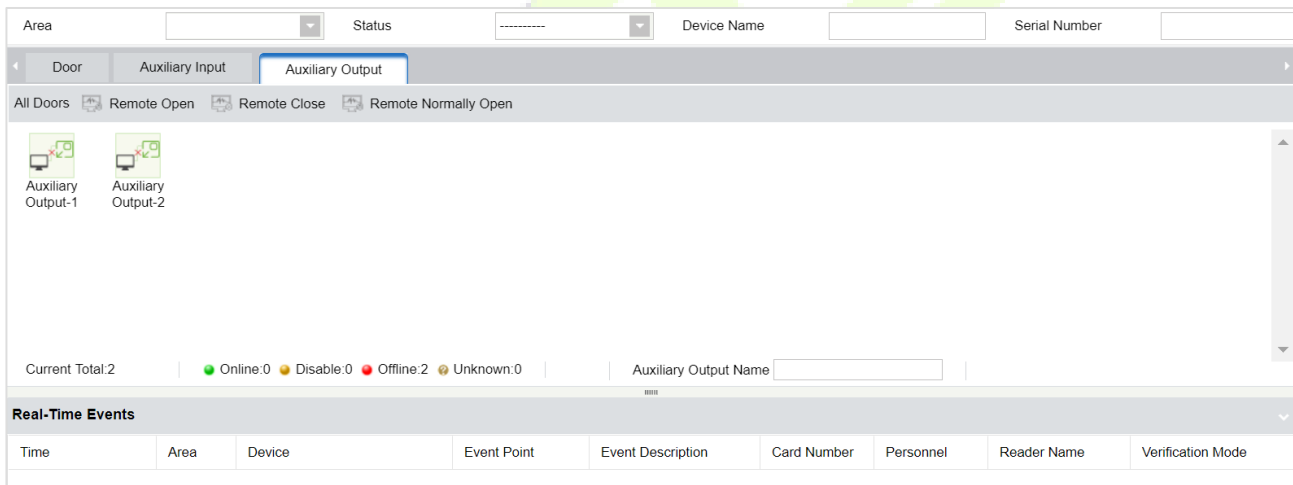 Area Status ---------- Device Name Serial Number
Door Auxiliary Input Auxiliary Output
All Doors Remote Open Remote Close Remote Normally Open
Auxiliary Output-1
Auxiliary Output-2
Current Total:2 Online:0 Disable:0 Offline:2 Unknown:0 Auxiliary Output Name
Real-Time Events
Time Area Device Event Point Event Description Card Number Personnel Reader Name Verification Mode